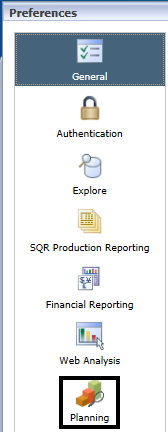 Preferences
General
Authentication
Explore
SQR Production Reporting
Financial Reporting
Web Analysis
Planning